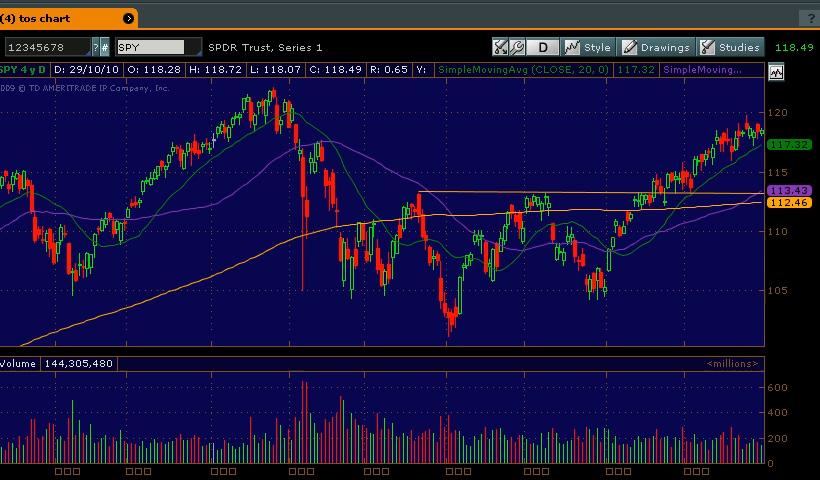 (4) tos chart
?
12345678 ? # SPY SPDR Trust, Series 1 D Style Drawings Studies 118.49
SPY 4 y D D: 29/10/10 O: 118.28 H: 118.72 L: 118.07 C: 118.49 R: 0.65 Y: SimpleMovingAvg (CLOSE, 20, 0) 117.32 SimpleMoving...
009 © TD AMERITRADE IP Company, Inc.
120
117.32
115
113.43
112.46
110
105
Volume 144,305,480 <millions>
600
400
200
0